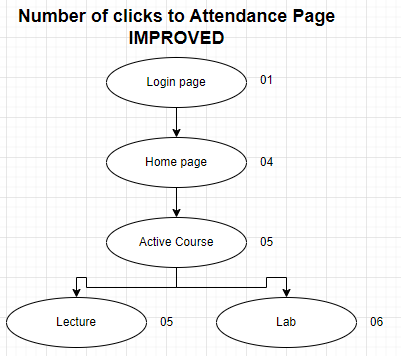 Number of clicks to Attendance Page
IMPROVED
Login page 01
Home page 04
Active Course 05
Lecture 05 Lab 06